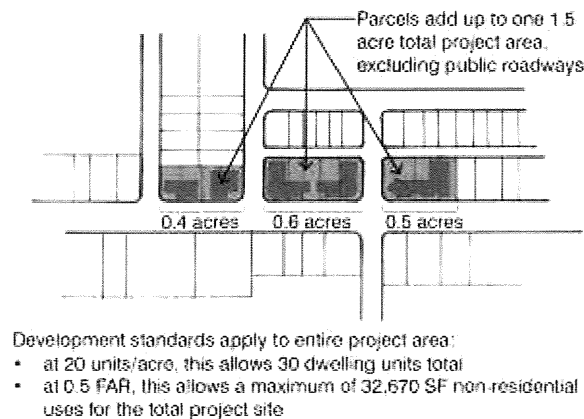 Parcels add up to one 1.5
acre total project area,
excluding public roadways
0.4 acres
0.6 acres
0.5 acres
Development standards apply to entire project area:
• at 20 units/acre, this allows 30 dwelling units total
• at 0.5 FAR, this allows a maximum of 32,670 SF non-residential
uses for the total project site